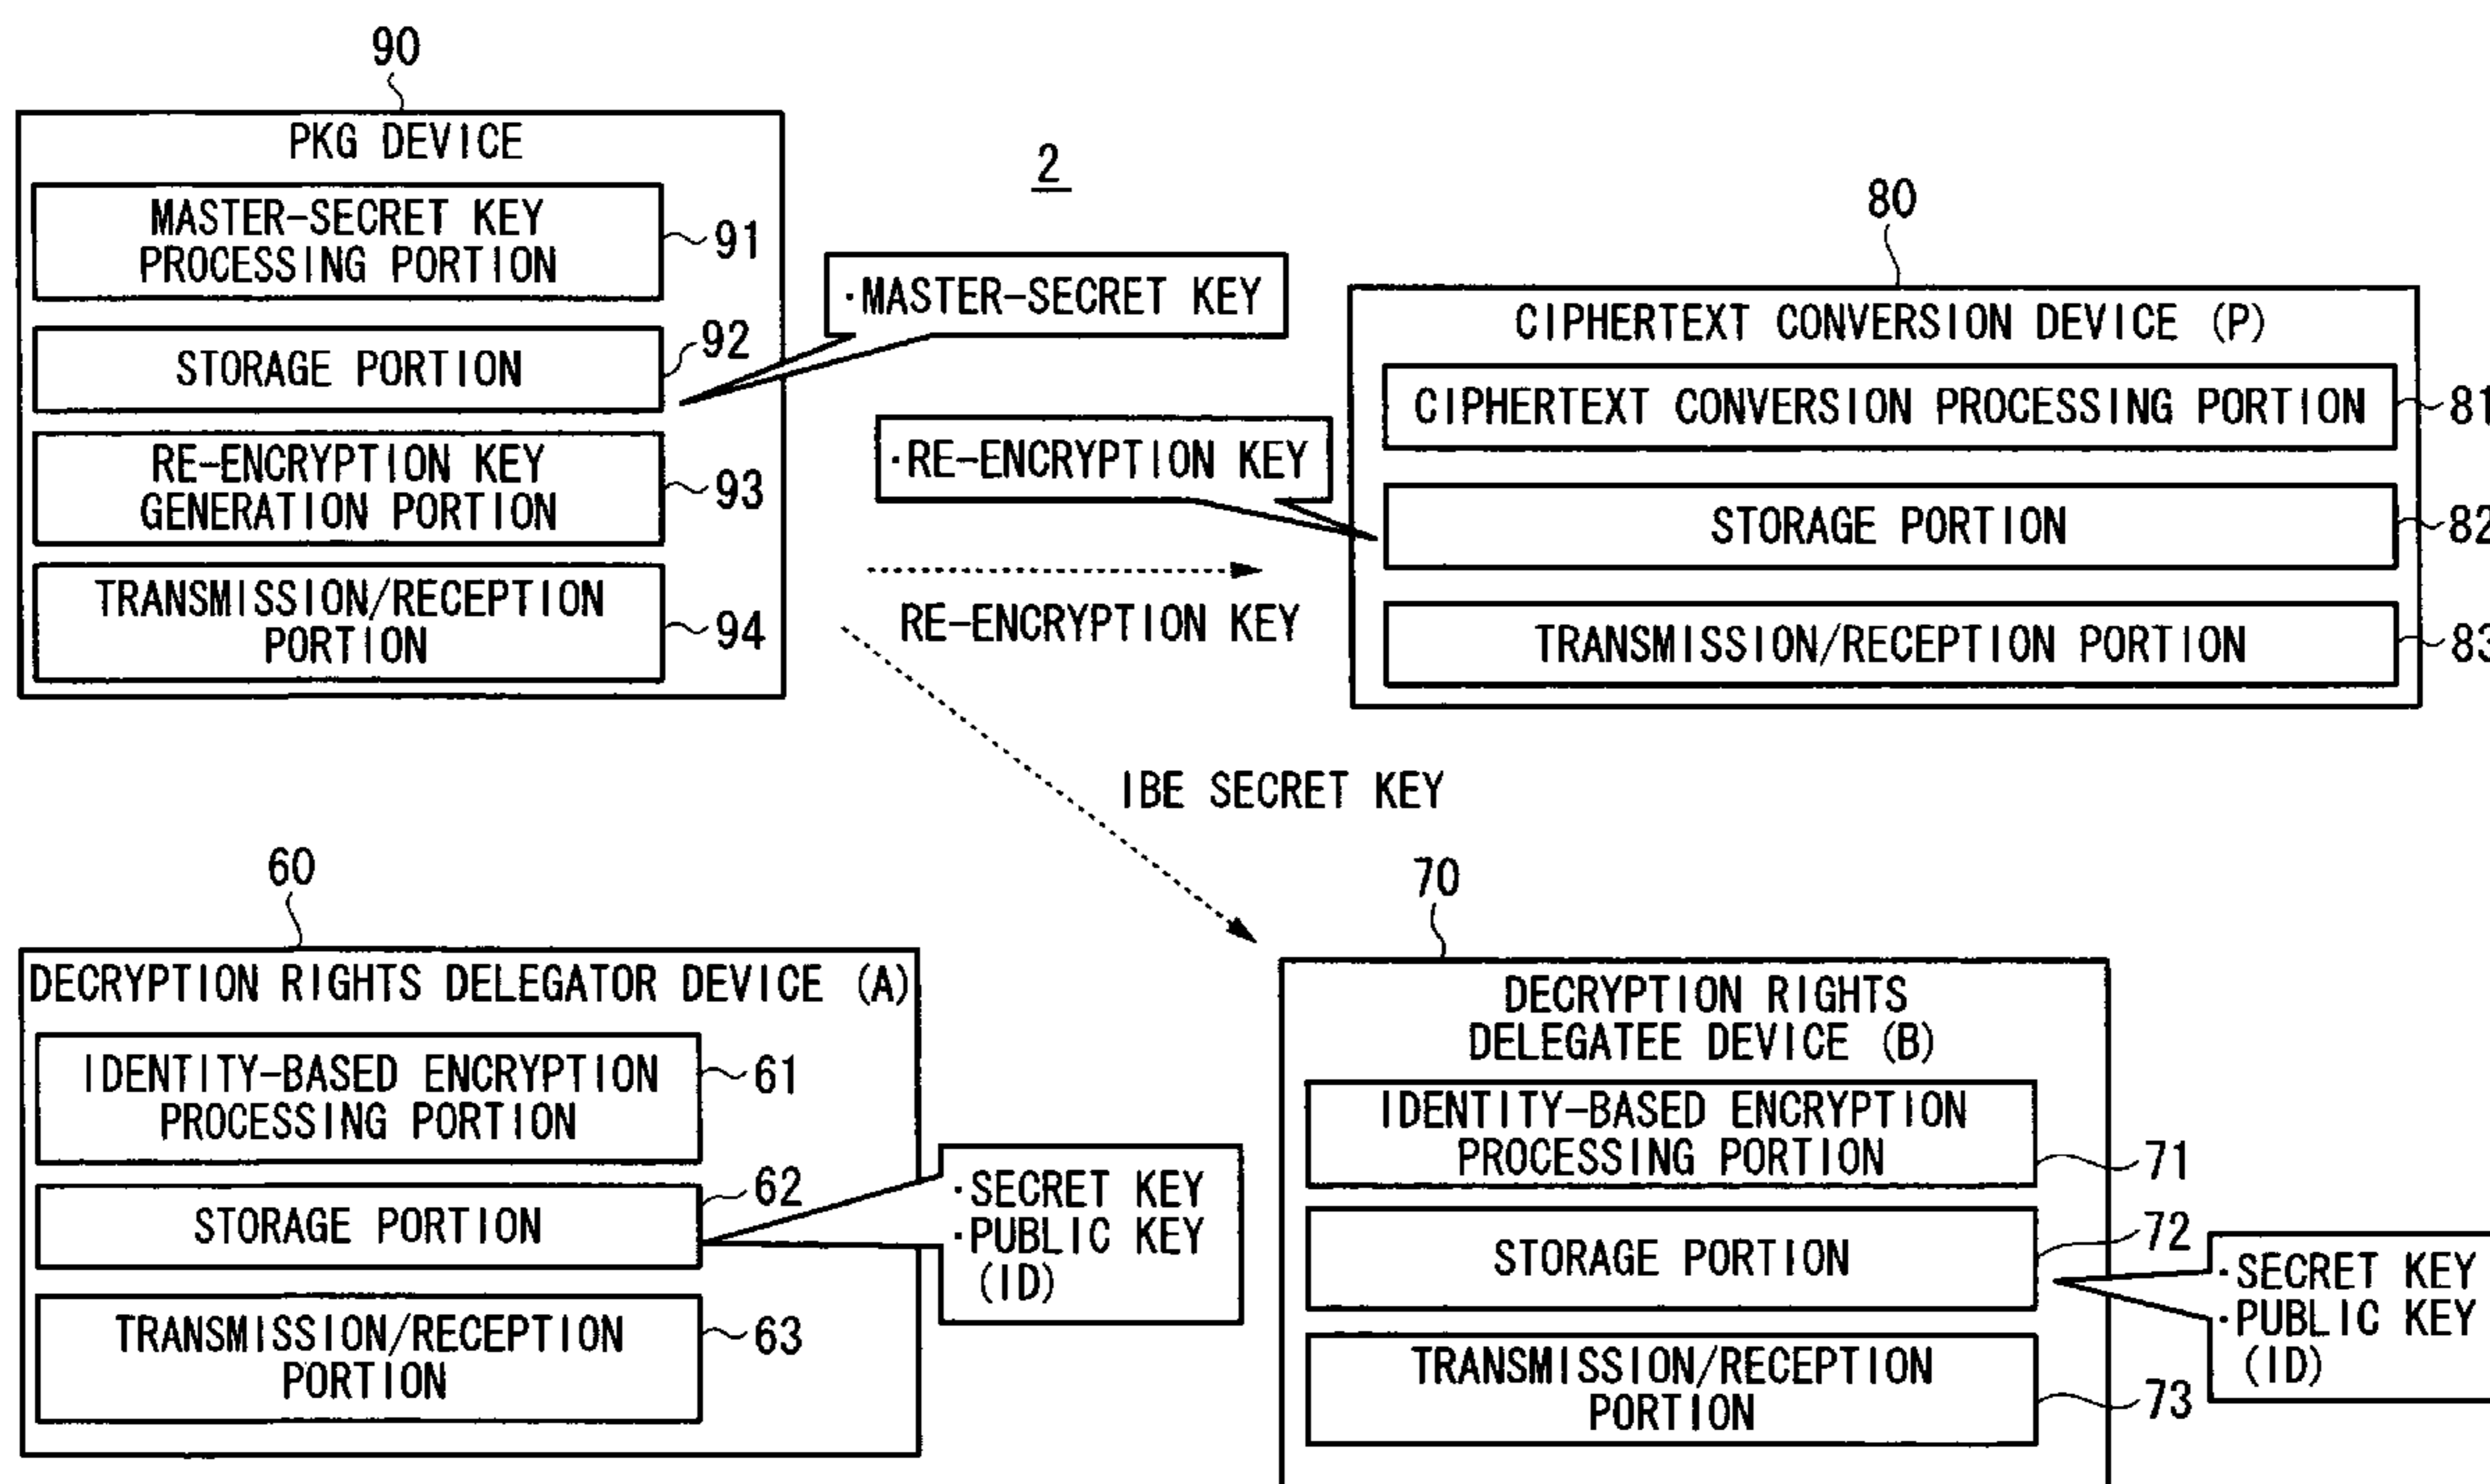 90
PKG DEVICE
MASTER-SECRET KEY
PROCESSING PORTION
91
STORAGE PORTION
92
RE-ENCRYPTION KEY
GENERATION PORTION
93
TRANSMISSION/RECEPTION
PORTION
94
2
·MASTER-SECRET KEY
·RE-ENCRYPTION KEY
RE-ENCRYPTION KEY
80
CIPHERTEXT CONVERSION DEVICE (P)
CIPHERTEXT CONVERSION PROCESSING PORTION
81
STORAGE PORTION
82
TRANSMISSION/RECEPTION PORTION
83
IBE SECRET KEY
60
DECRYPTION RIGHTS DELEGATOR DEVICE (A)
IDENTITY-BASED ENCRYPTION
PROCESSING PORTION
61
STORAGE PORTION
62
TRANSMISSION/RECEPTION
PORTION
63
·SECRET KEY
·PUBLIC KEY
(ID)
70
DECRYPTION RIGHTS
DELEGATEE DEVICE (B)
IDENTITY-BASED ENCRYPTION
PROCESSING PORTION
71
STORAGE PORTION
72
TRANSMISSION/RECEPTION
PORTION
73
·SECRET KEY
·PUBLIC KEY
(ID)